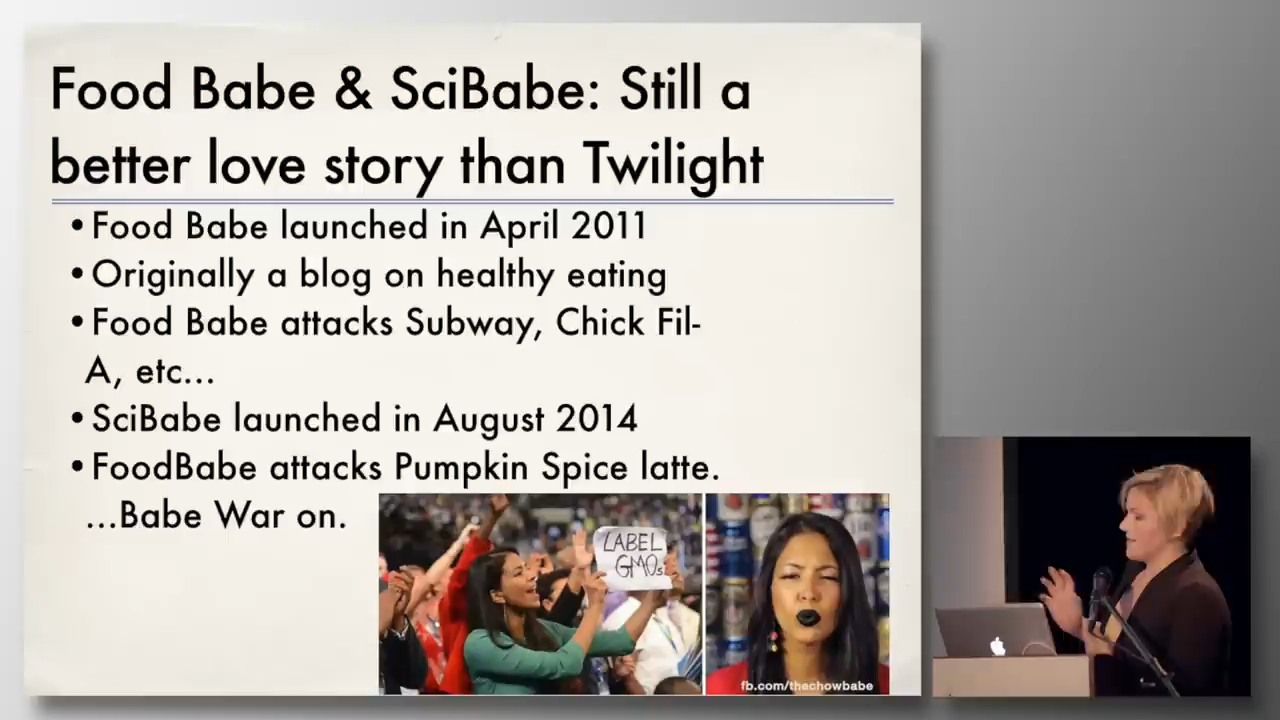 Food Babe & SciBabe: Still a
better love story than Twilight
•Food Babe launched in April 2011
•Originally a blog on healthy eating
•Food Babe attacks Subway, Chick Fil-
A, etc...
•SciBabe launched in August 2014
•FoodBabe attacks Pumpkin Spice latte.
...Babe War on.
LABEL
GMOs
fb.com/thechowbabe